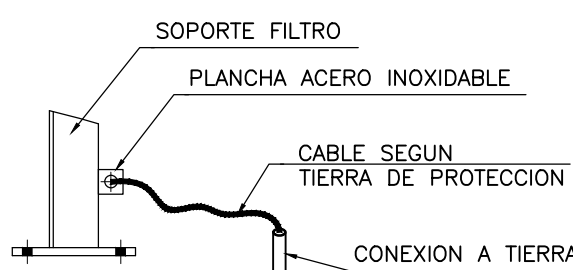 SOPORTE FILTRO
PLANCHA ACERO INOXIDABLE
CABLE SEGUN
TIERRA DE PROTECCION
CONEXION A TIERRA